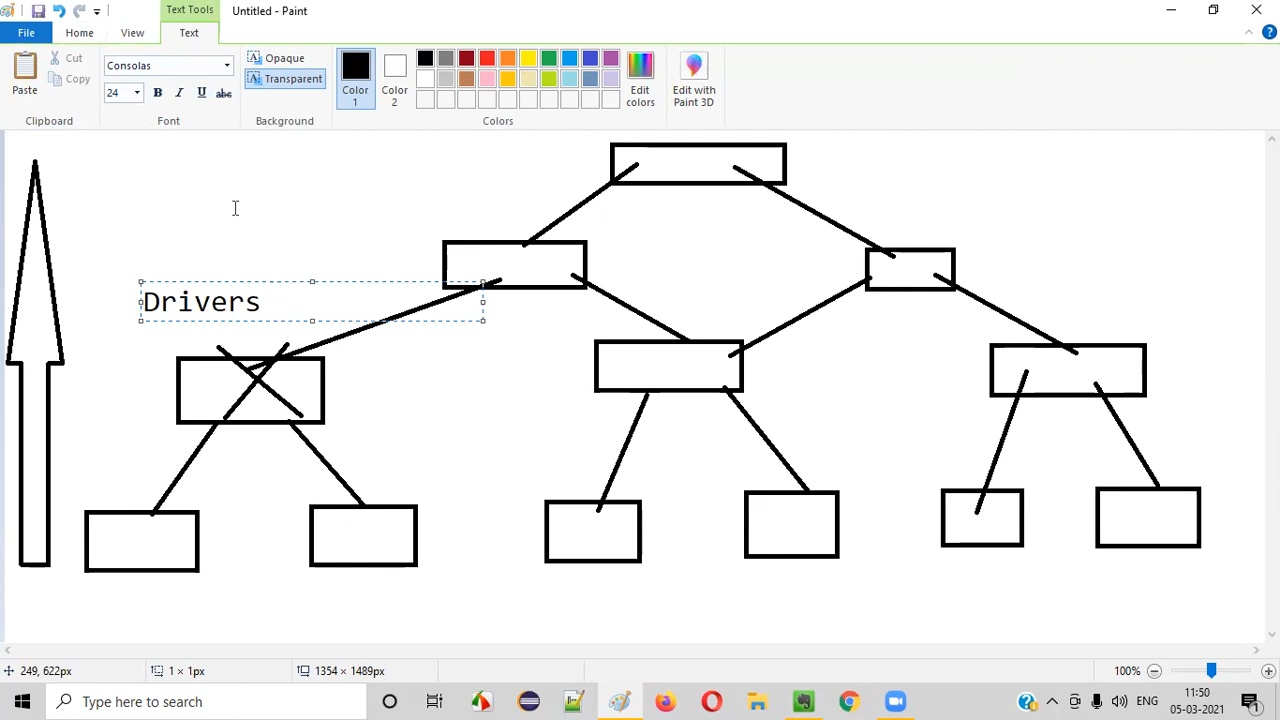 Text Tools
Untitled - Paint
File
Home
View
Text
Paste
Cut
Copy
Clipboard
Consolas
24
B
I
U
abc
Font
Opaque
Transparent
Background
Color 1
Color 2
Edit colors
Colors
Edit with Paint 3D
Drivers
249, 622px
1 × 1px
1354 × 1489px
100%
Type here to search
ENG
11:50
05-03-2021